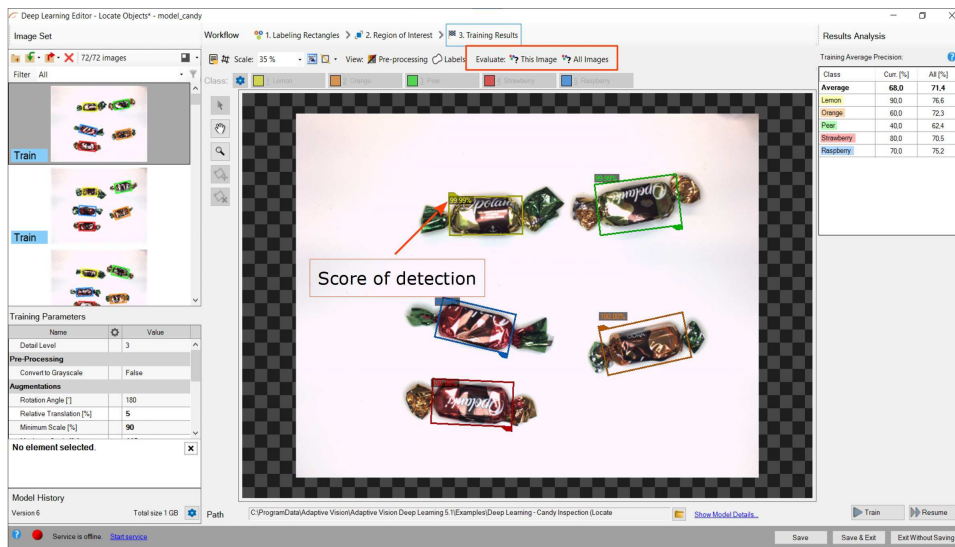 Deep Learning Editor - Locate Objects* - model_candy
Image Set
Workflow
1. Labeling Rectangles > 2. Region of Interest > 3. Training Results
Results Analysis
72/72 images
Scale: 35 %
View: Pre-processing Labels
Evaluate: This Image All Images
Training Average Precision:
Filter All
Class: 1. Lemon 2. Orange 3. Pear 4. Strawberry 5. Raspberry
Class Curr. [%] All [%]
Average 68,0 71,4
Lemon 90,0 76,6
Orange 60,0 72,3
Pear 40,0 62,4
Strawberry 80,0 70,5
Raspberry 70,0 75,2
Train
Train
99.99%
Score of detection
100.00%
Opelanki
Training Parameters
Name Value
Detail Level 3
Pre-Processing
Convert to Grayscale False
Augmentations
Rotation Angle [°] 180
Relative Translation [%] 5
Minimum Scale [%] 90
No element selected.
Model History
Version 6 Total size 1 GB
Path C:\ProgramData\Adaptive Vision\Adaptive Vision Deep Learning 5.1\Examples\Deep Learning - Candy Inspection (Locate
Show Model Details...
Train Resume
Service is offline. Start service
Save Save & Exit Exit Without Saving